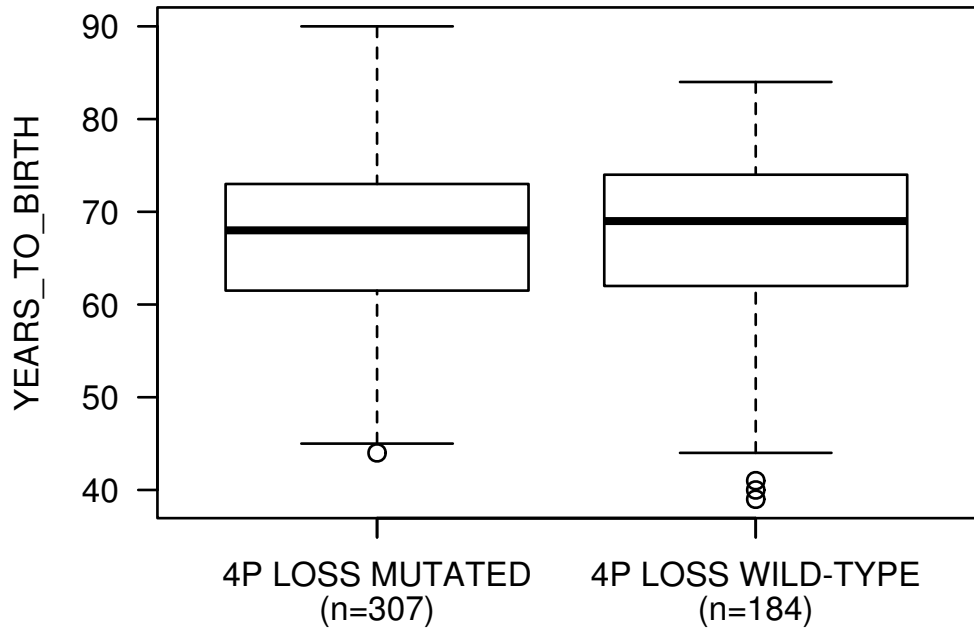 YEARS_TO_BIRTH
90
80
70
60
50
40
4P LOSS MUTATED
(n=307)
4P LOSS WILD-TYPE
(n=184)